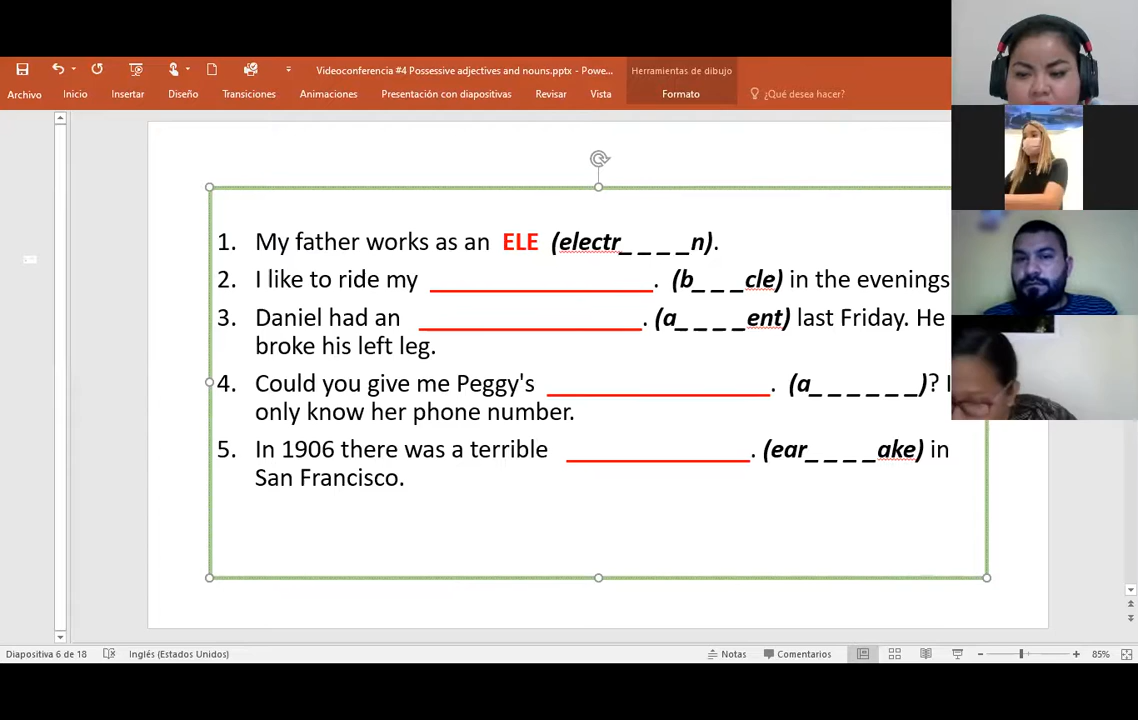 Videoconferencia #4 Possessive adjectives and nouns.pptx - Powe...
Herramientas de dibujo
Archivo Inicio Insertar Diseño Transiciones Animaciones Presentación con diapositivas Revisar Vista Formato ¿Qué desea hacer?
1. My father works as an ELE (electr_ _ _ _n).
2. I like to ride my ____________________. (b_ _ _cle) in the evenings
3. Daniel had an ____________________. (a_ _ _ _ent) last Friday. He
broke his left leg.
4. Could you give me Peggy's ____________________. (a_ _ _ _ _ _)? I
only know her phone number.
5. In 1906 there was a terrible ________________. (ear_ _ _ _ake) in
San Francisco.
Diapositiva 6 de 18 Inglés (Estados Unidos) Notas Comentarios 85%